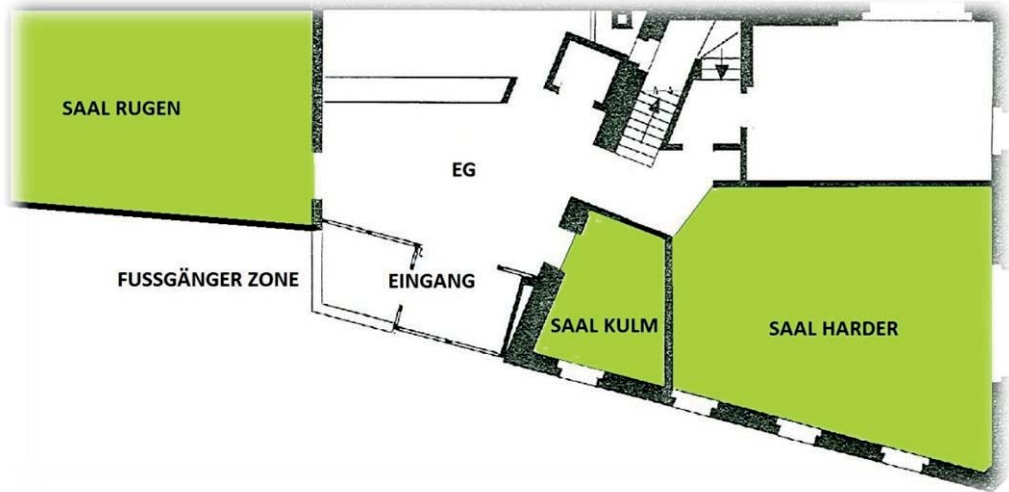 SAAL RUGEN
EG
FUSSGÄNGER ZONE
EINGANG
SAAL KULM
SAAL HARDER